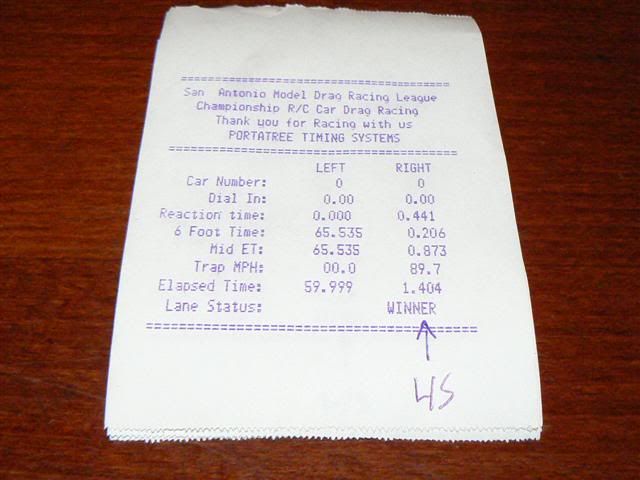 ============================================
San Antonio Model Drag Racing League
Championship R/C Car Drag Racing
Thank you for Racing with us
PORTATREE TIMING SYSTEMS
============================================
LEFT RIGHT
Car Number: 0 0
Dial In: 0.00 0.00
Reaction time: 0.000 0.441
6 Foot Time: 65.535 0.206
Mid ET: 65.535 0.873
Trap MPH: 00.0 89.7
Elapsed Time: 59.999 1.404
Lane Status: WINNER
============================================
4S